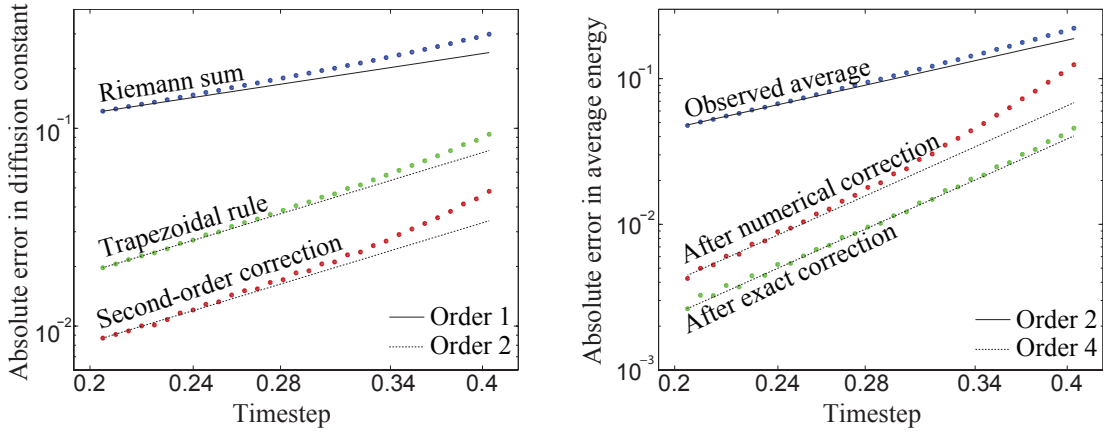 Absolute error in diffusion constant
10⁻¹
10⁻²
Riemann sum
Trapezoidal rule
Second-order correction
Order 1
Order 2
0.2 0.24 0.28 0.34 0.4
Timestep
Absolute error in average energy
10⁻¹
10⁻²
10⁻³
Observed average
After numerical correction
After exact correction
Order 2
Order 4
0.2 0.24 0.28 0.34 0.4
Timestep